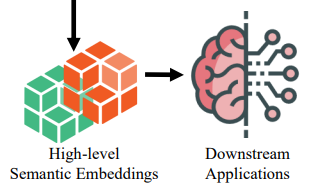 High-level
Semantic Embeddings
Downstream
Applications